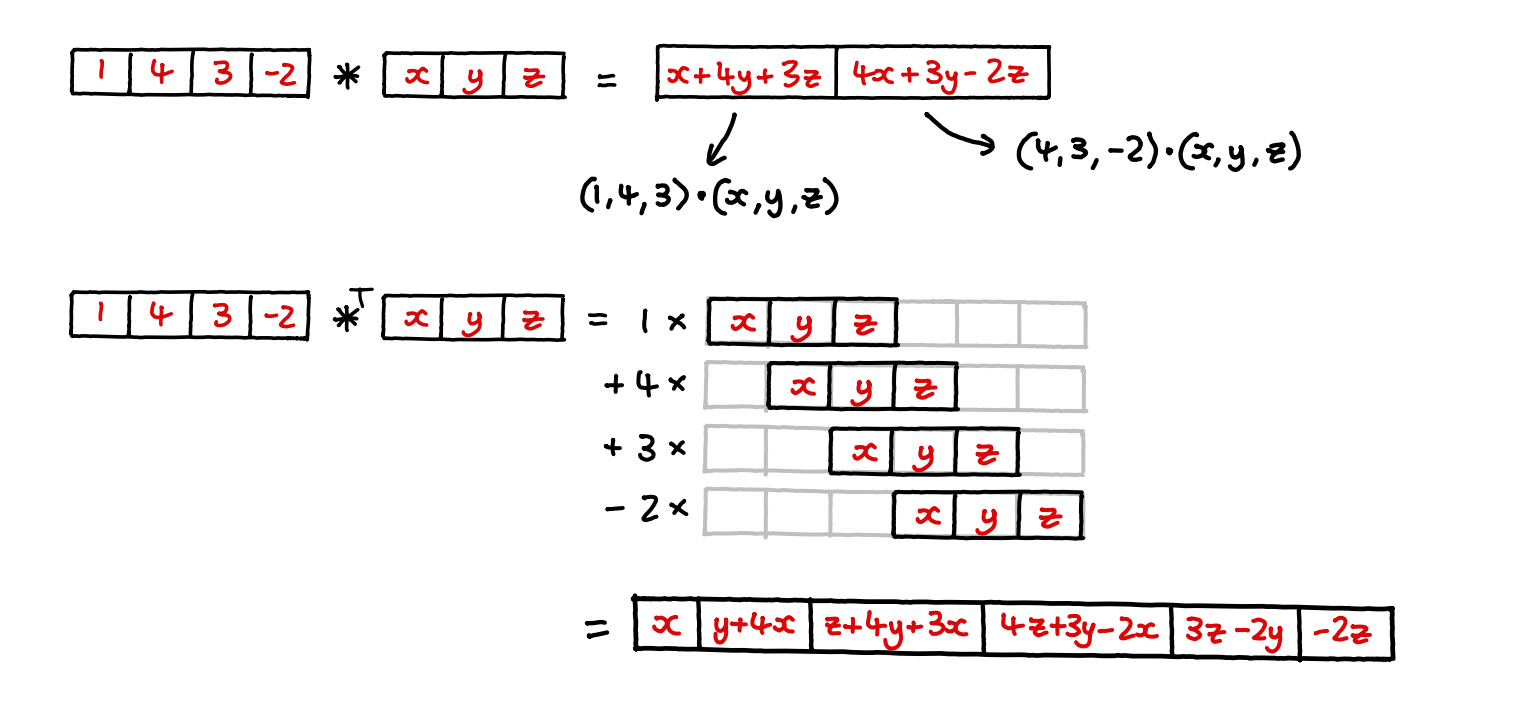 1 4 3 -2 * x y z = x+4y+3z 4x+3y-2z
(4,3,-2)·(x,y,z)
(1,4,3)·(x,y,z)
1 4 3 -2 *ᵀ x y z = 1 × x y z
+ 4 × x y z
+ 3 × x y z
- 2 × x y z
= x y+4x z+4y+3x 4z+3y-2x 3z-2y -2z